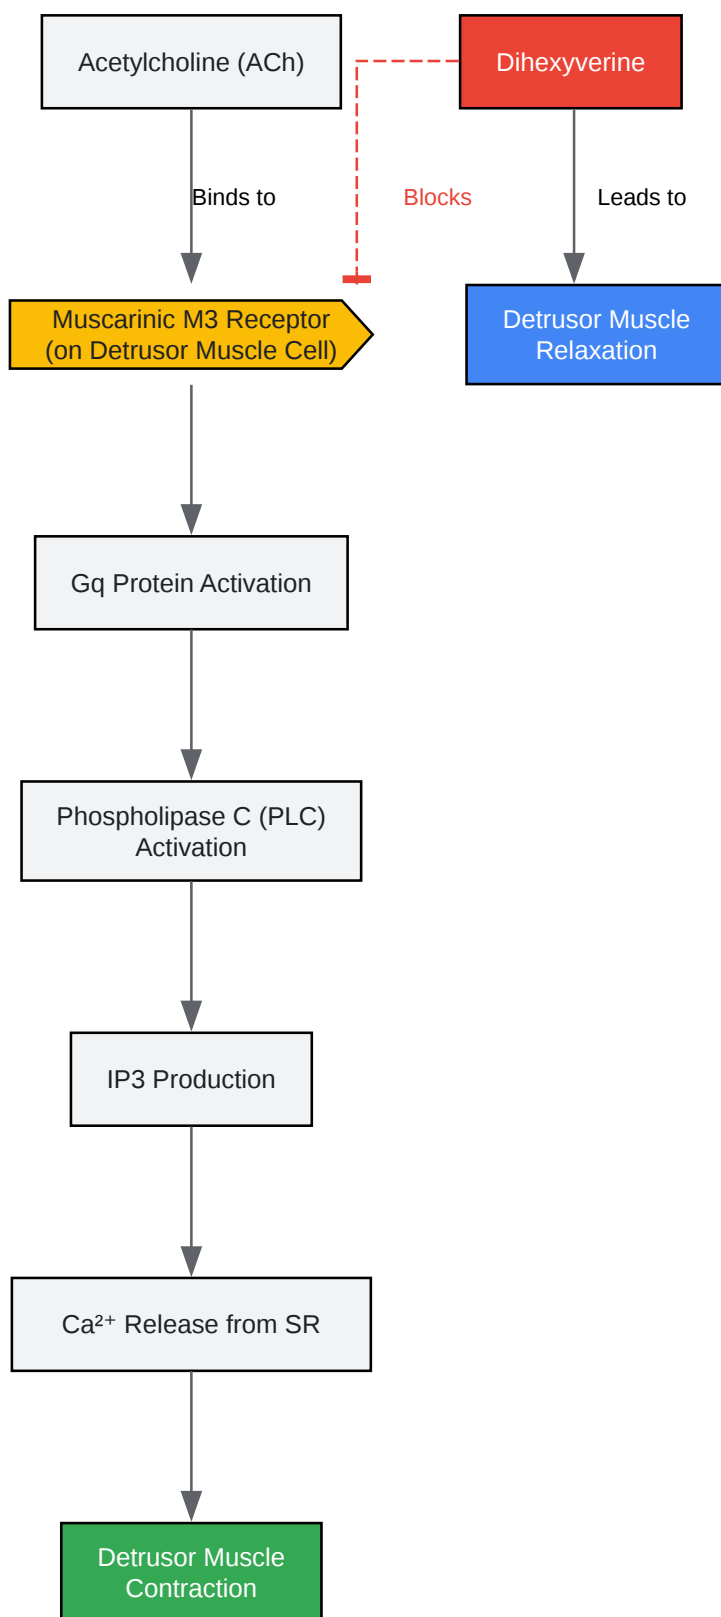 Acetylcholine (ACh)
Dihexyverine
Binds to
Blocks
Leads to
Muscarinic M3 Receptor
(on Detrusor Muscle Cell)
Detrusor Muscle
Relaxation
Gq Protein Activation
Phospholipase C (PLC)
Activation
IP3 Production
Ca²⁺ Release from SR
Detrusor Muscle
Contraction